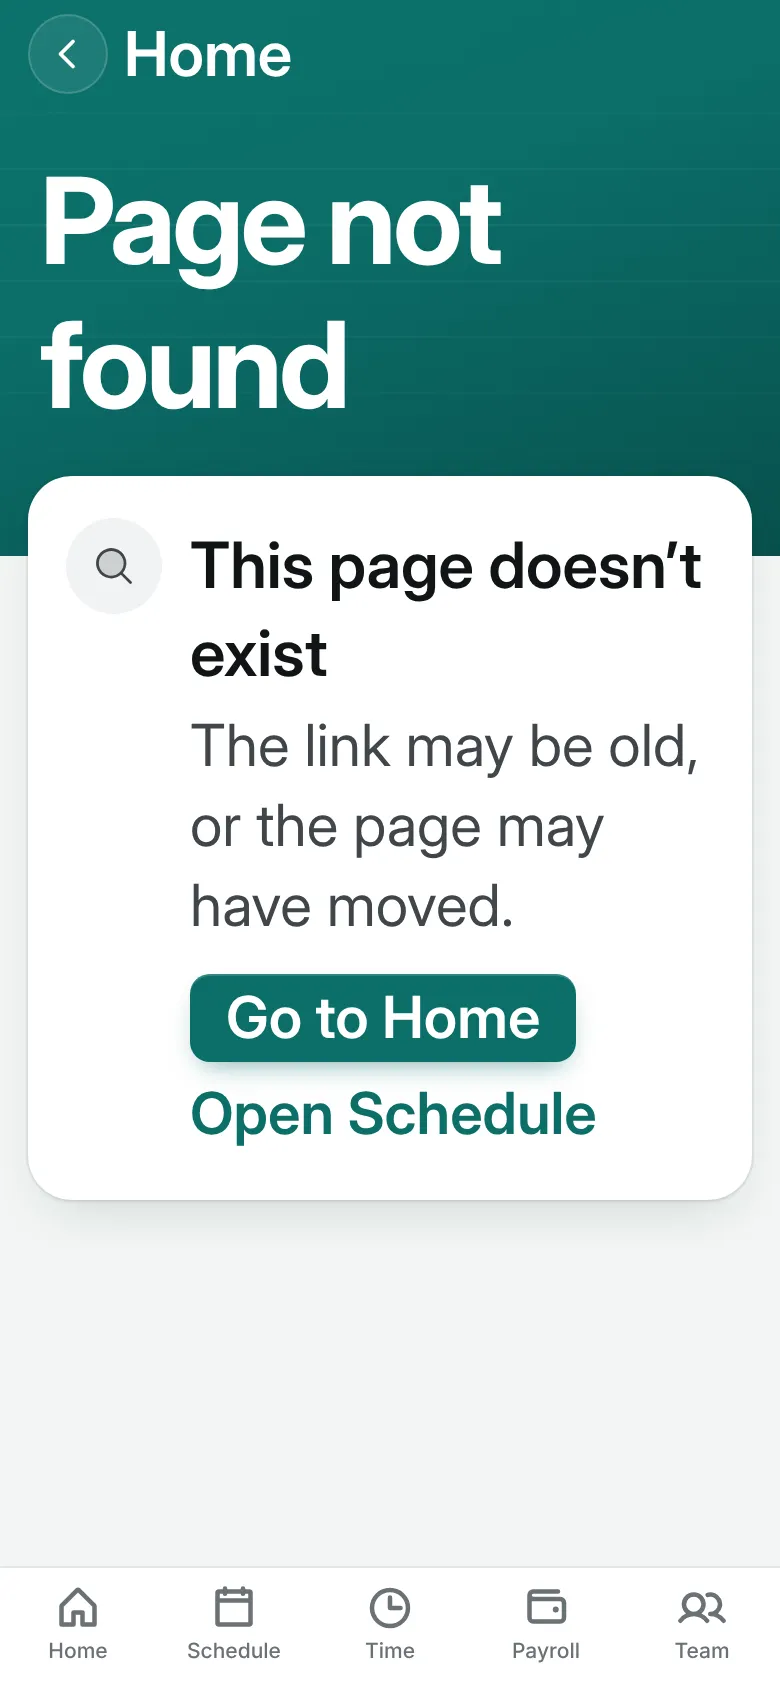 Home
Page not
found
This page doesn’t
exist
The link may be old,
or the page may
have moved.
Go to Home
Open Schedule
Home
Schedule
Time
Payroll
Team